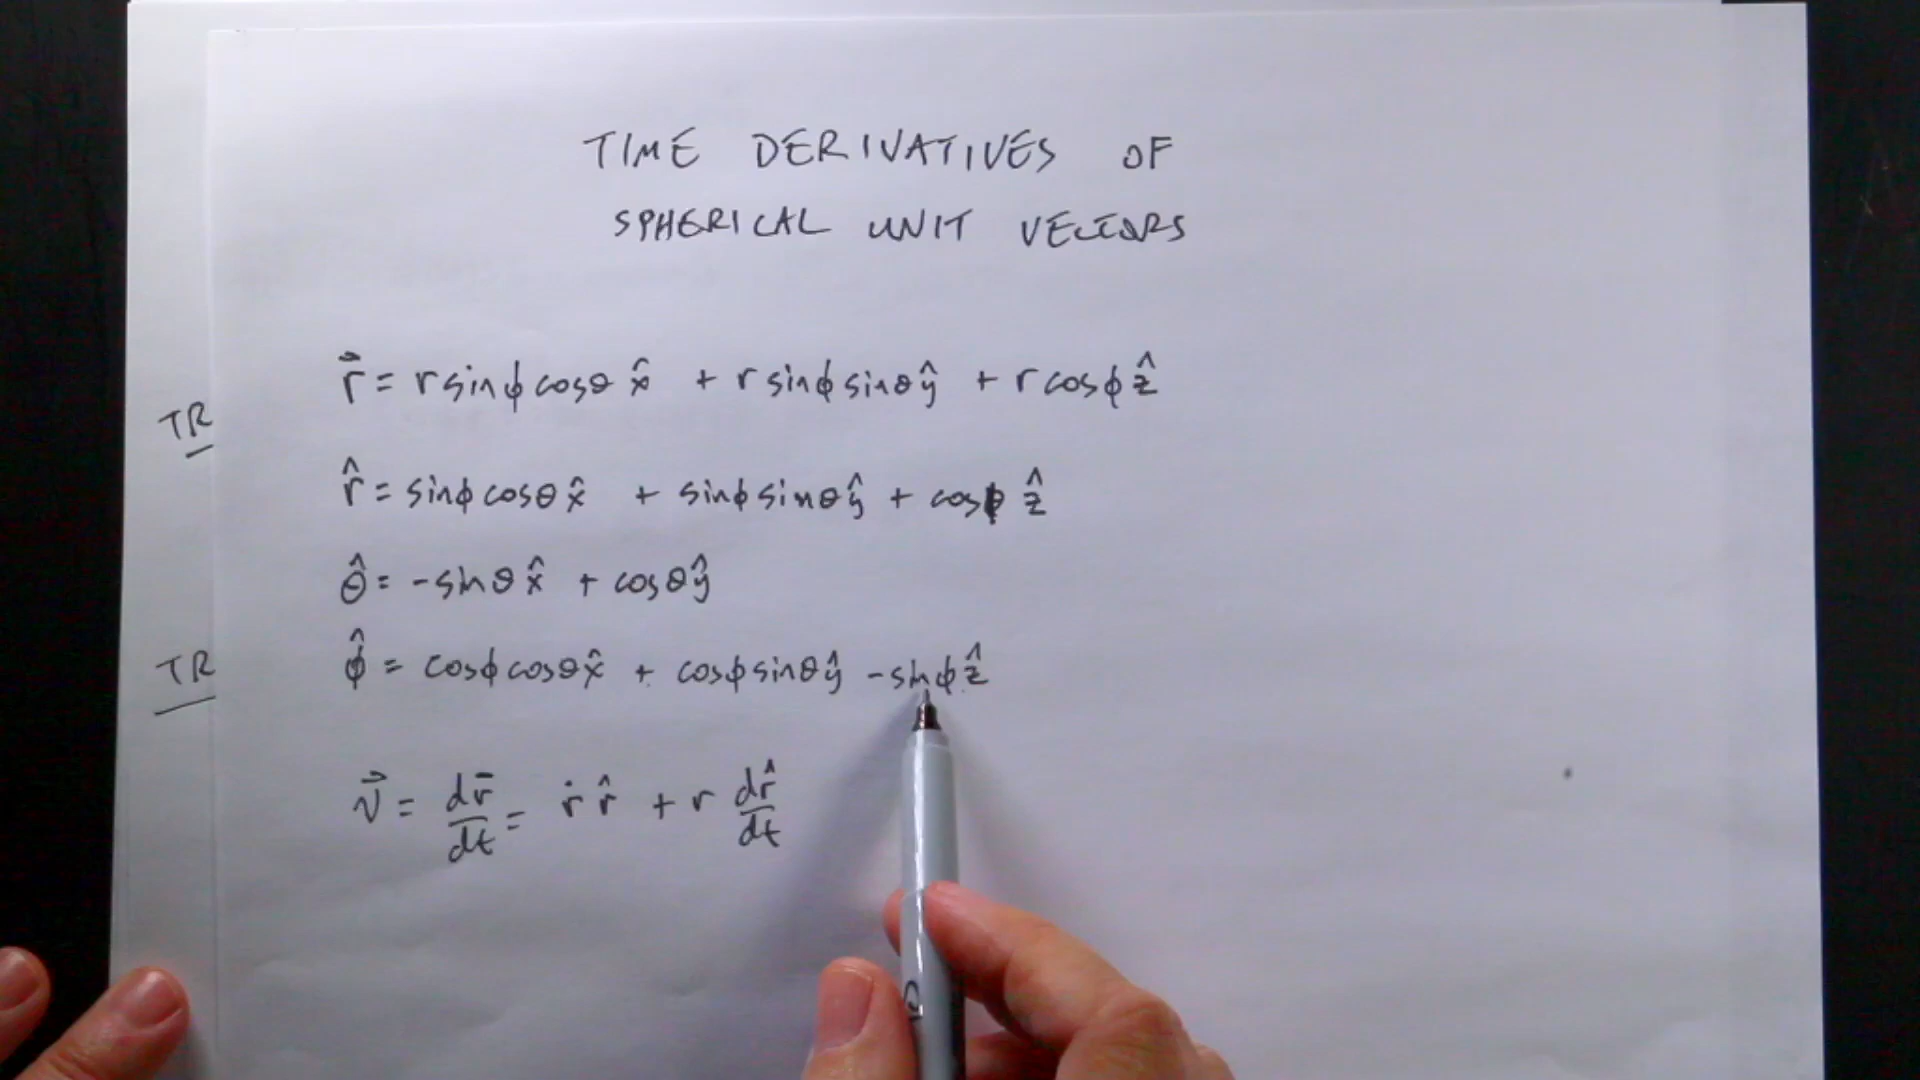 TIME DERIVATIVES OF
SPHERICAL UNIT VECTORS
r⃗ = r sinϕ cosθ x̂ + r sinϕ sinθ ŷ + r cosϕ ẑ
TR
r̂ = sinϕ cosθ x̂ + sinϕ sinθ ŷ + cosϕ ẑ
θ̂ = -sinθ x̂ + cosθ ŷ
ϕ̂ = cosϕ cosθ x̂ + cosϕ sinθ ŷ - sinϕ ẑ
TR
v⃗ = dr̄/dt = ṙ r̂ + r dr̂/dt